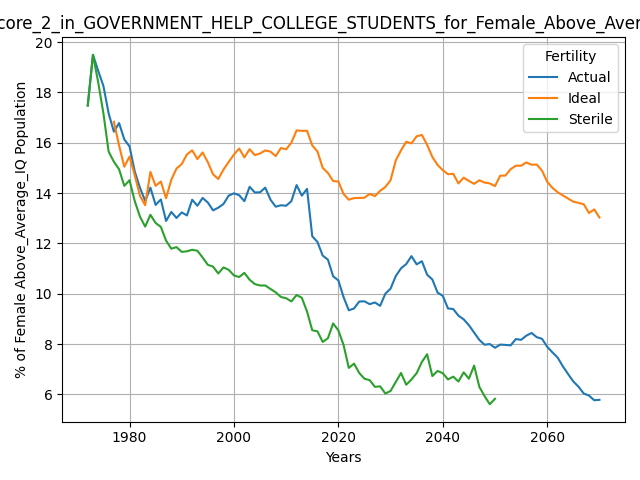 core_2_in_GOVERNMENT_HELP_COLLEGE_STUDENTS_for_Female_Above_Aver
Fertility
Actual
Ideal
Sterile
% of Female Above_Average_IQ Population
20
18
16
14
12
10
8
6
1980
2000
2020
2040
2060
Years